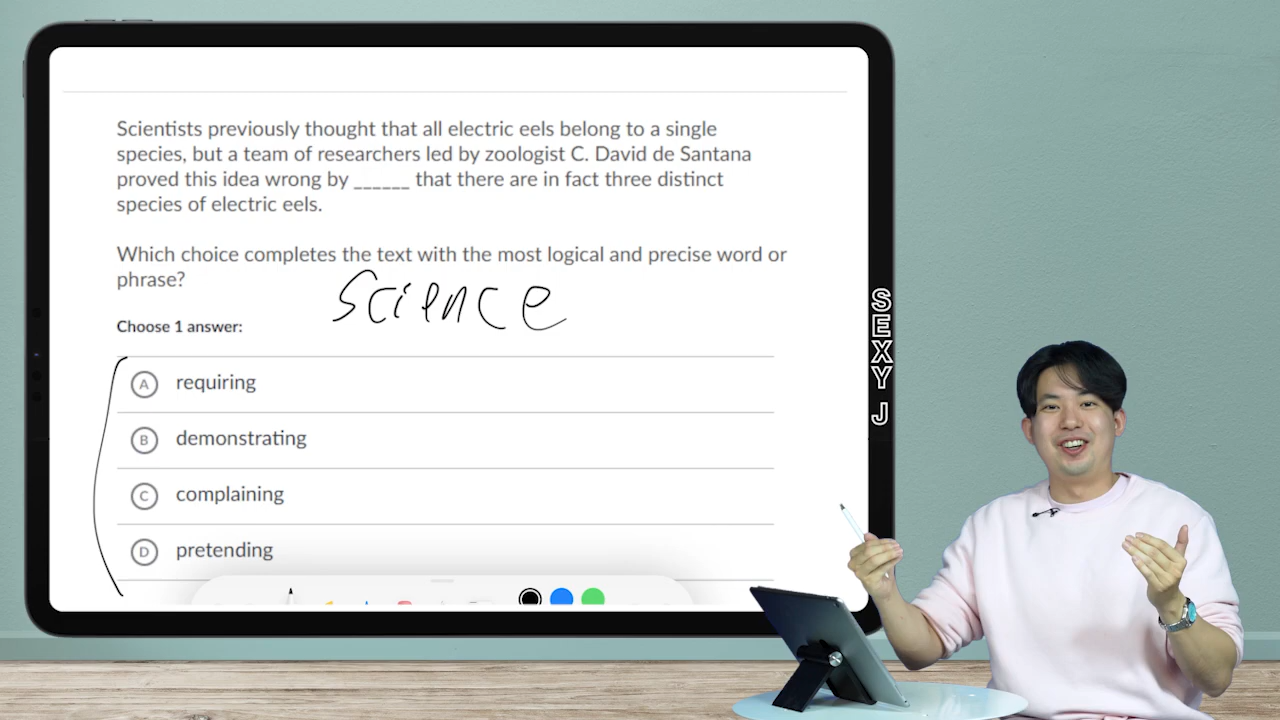 Scientists previously thought that all electric eels belong to a single
species, but a team of researchers led by zoologist C. David de Santana
proved this idea wrong by ______ that there are in fact three distinct
species of electric eels.
Which choice completes the text with the most logical and precise word or
phrase?
Science
Choose 1 answer:
A requiring
B demonstrating
C complaining
D pretending
SEXY J